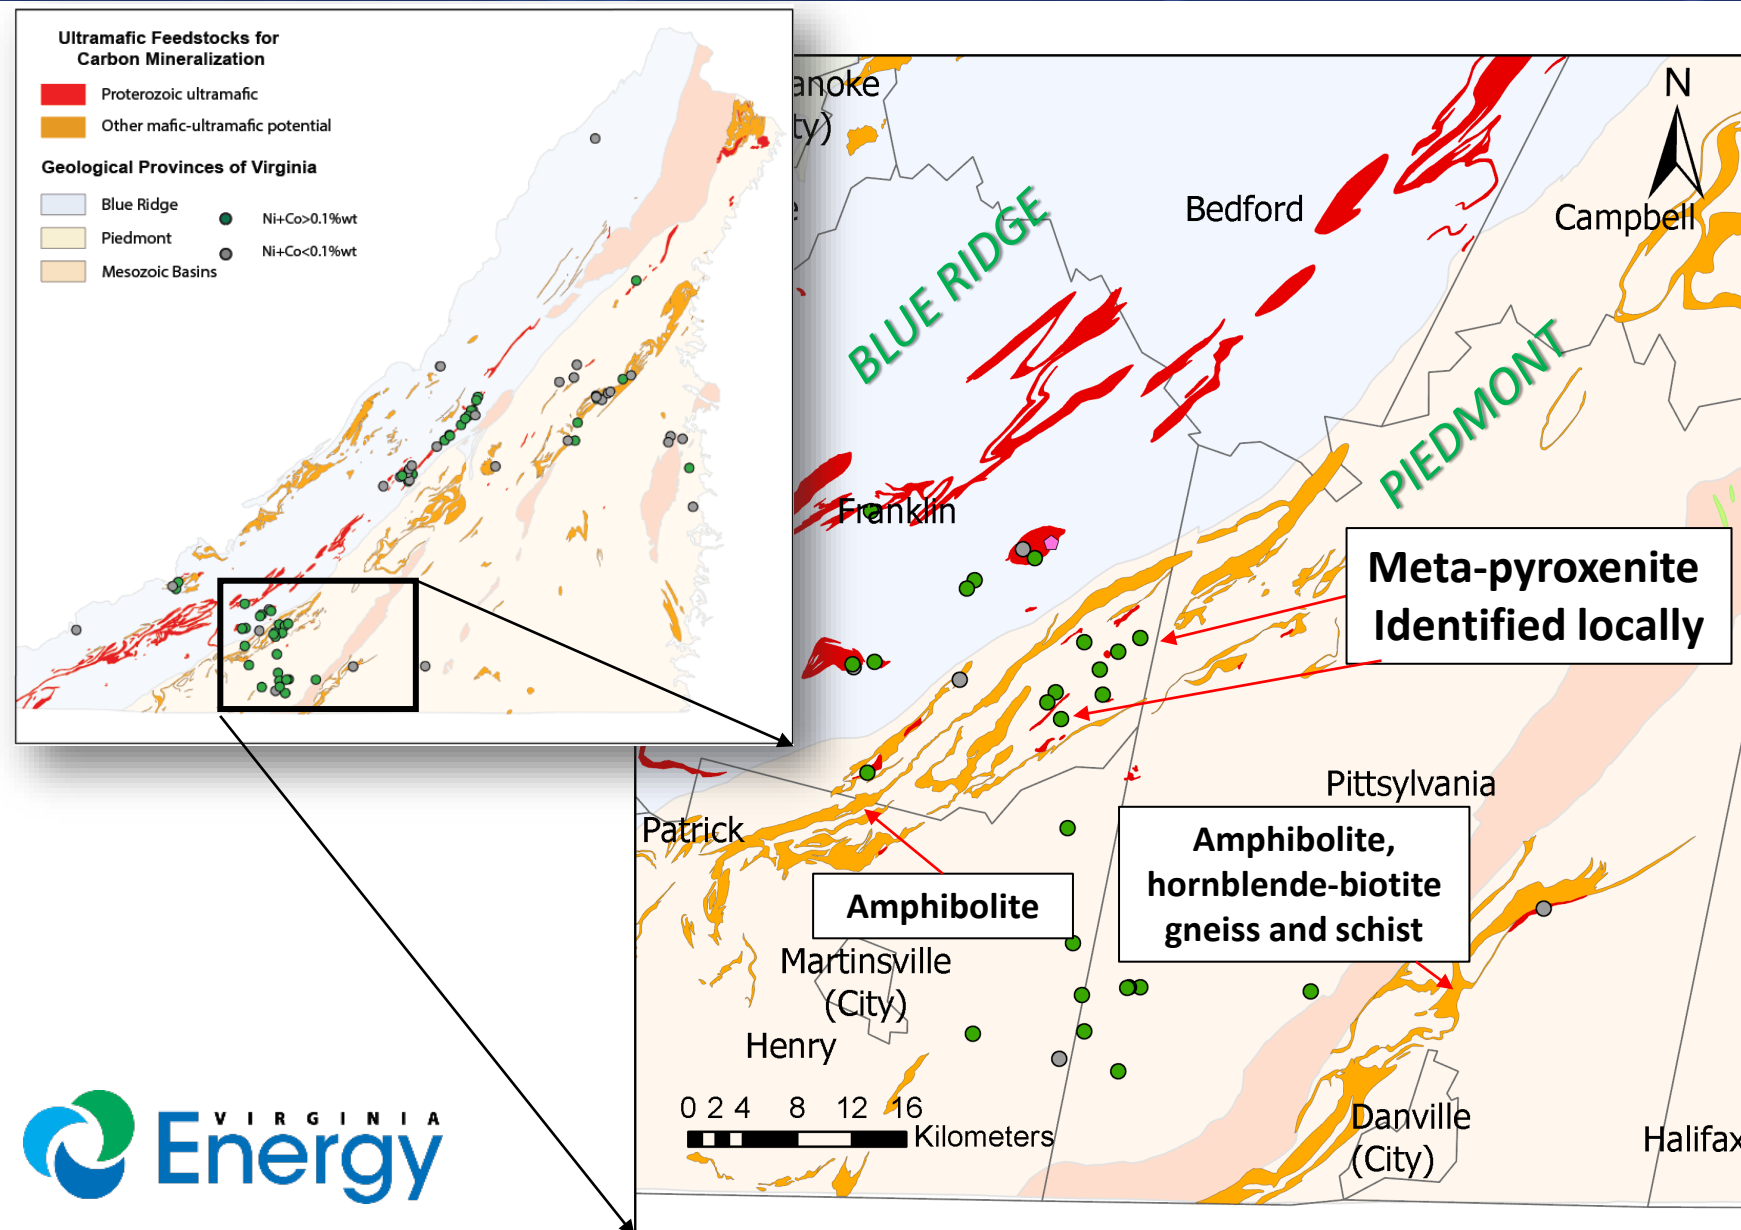 Ultramafic Feedstocks for
Carbon Mineralization
Proterozoic ultramafic
Other mafic-ultramafic potential
Geological Provinces of Virginia
Blue Ridge
Piedmont
Mesozoic Basins
Ni+Co>0.1%wt
Ni+Co<0.1%wt
anoke
ty)
e
N
Bedford
Campbell
BLUE RIDGE
PIEDMONT
Franklin
Meta-pyroxenite
Identified locally
Pittsylvania
Patrick
Amphibolite
Amphibolite,
hornblende-biotite
gneiss and schist
Martinsville
(City)
Henry
0 2 4 8 12 16
Kilometers
Danville
(City)
Halifax
VIRGINIA
Energy